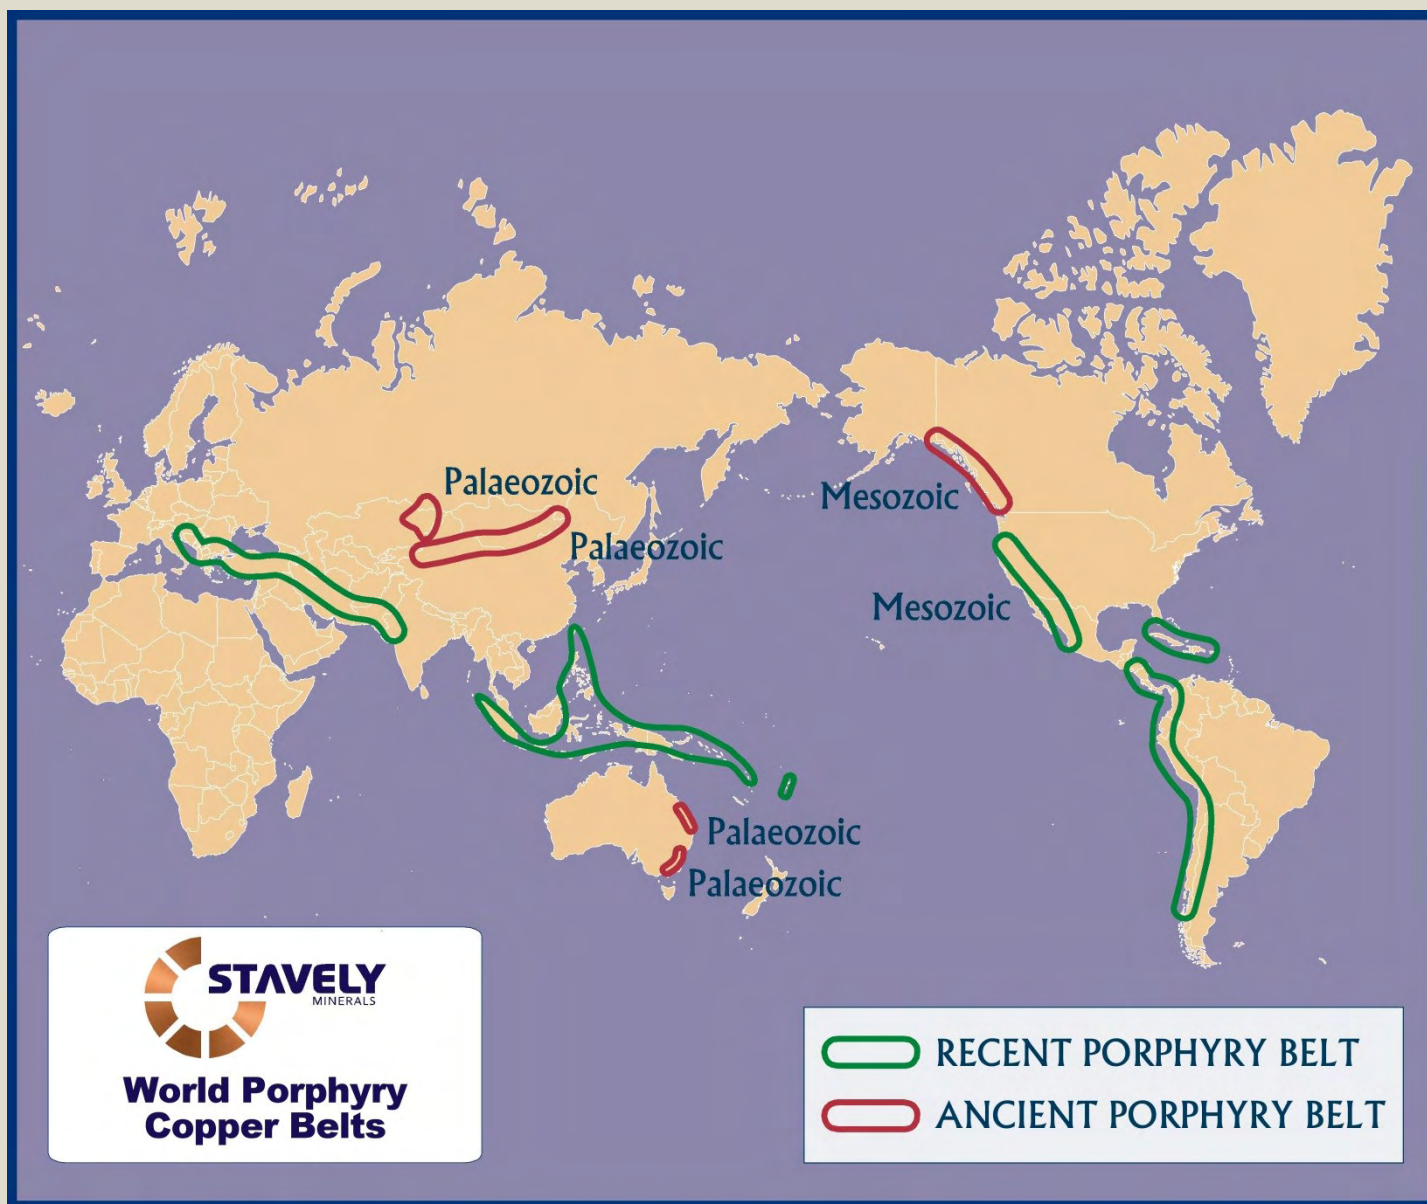 Palaeozoic
Palaeozoic
Mesozoic
Mesozoic
Palaeozoic
Palaeozoic
STAVELY
MINERALS
World Porphyry
Copper Belts
RECENT PORPHYRY BELT
ANCIENT PORPHYRY BELT